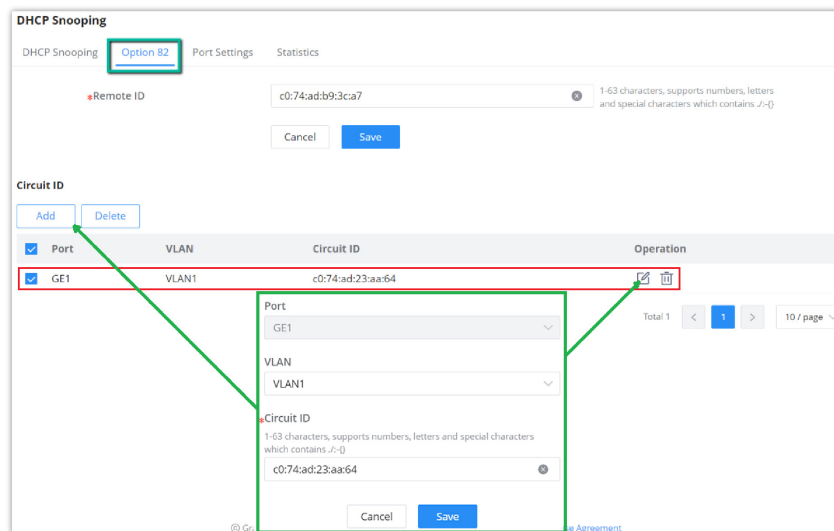 DHCP Snooping
DHCP Snooping Option 82 Port Settings Statistics
*Remote ID c0:74:ad:b9:3c:a7 1-63 characters, supports numbers, letters
and special characters which contains ./:-{}
Cancel Save
Circuit ID
Add Delete
Port VLAN Circuit ID Operation
GE1 VLAN1 c0:74:ad:23:aa:64
Total 1 < 1 > 10 / page
Port
GE1
VLAN
VLAN1
*Circuit ID
1-63 characters, supports numbers, letters and special characters
which contains ./:-{}
c0:74:ad:23:aa:64
Cancel Save
© Agreement